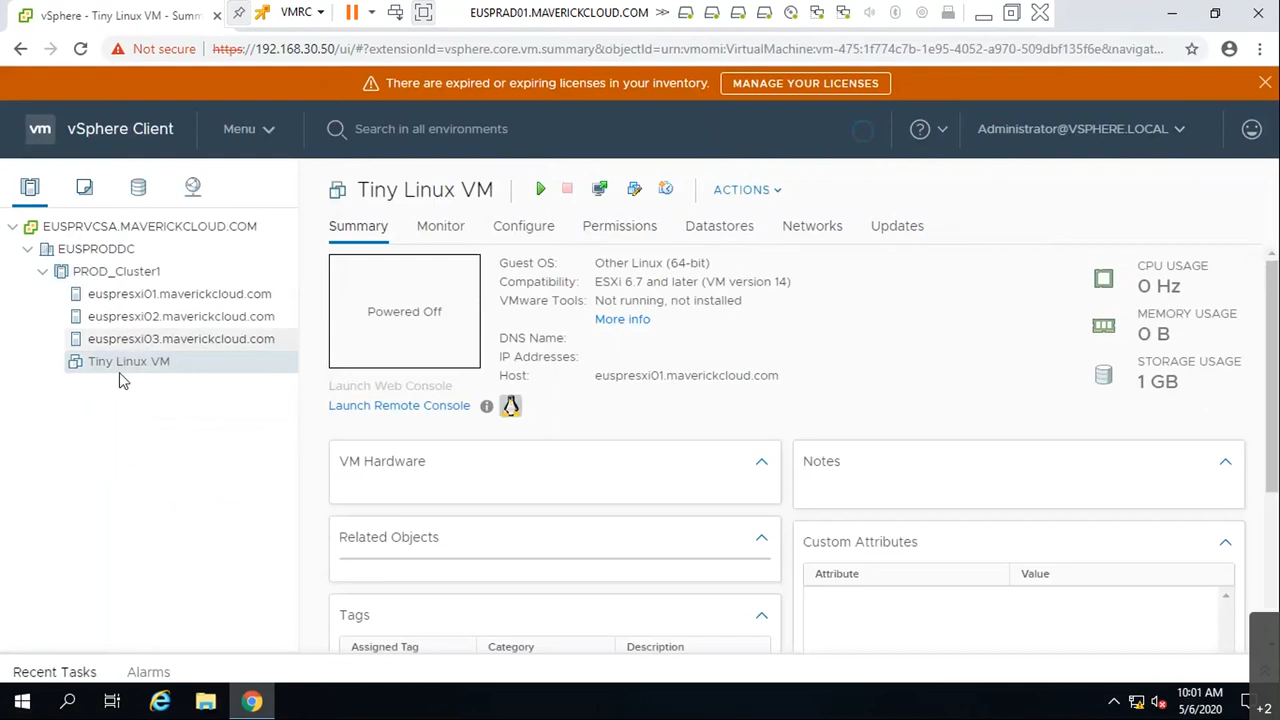 vSphere - Tiny Linux VM - Summ
VMRC
EUSPRAD01.MAVERICKCLOUD.COM
Not secure
https://192.168.30.50/ui/#?extensionId=vsphere.core.vm.summary&objectId=urn:vmomi:VirtualMachine:vm-475:1f774c7b-1e95-4052-a970-509dbf135f6e&navigat...
There are expired or expiring licenses in your inventory.
MANAGE YOUR LICENSES
vm
vSphere Client
Menu
Search in all environments
Administrator@VSPHERE.LOCAL
EUSPRVCSA.MAVERICKCLOUD.COM
EUSPRODDC
PROD_Cluster1
euspresxi01.maverickcloud.com
euspresxi02.maverickcloud.com
euspresxi03.maverickcloud.com
Tiny Linux VM
Tiny Linux VM
ACTIONS
Summary
Monitor
Configure
Permissions
Datastores
Networks
Updates
Powered Off
Launch Web Console
Launch Remote Console
Guest OS: Other Linux (64-bit)
Compatibility: ESXi 6.7 and later (VM version 14)
VMware Tools: Not running, not installed
More info
DNS Name:
IP Addresses:
Host: euspresxi01.maverickcloud.com
CPU USAGE
0 Hz
MEMORY USAGE
0 B
STORAGE USAGE
1 GB
VM Hardware
Related Objects
Tags
Assigned Tag
Category
Description
Notes
Custom Attributes
Attribute
Value
Recent Tasks
Alarms
10:01 AM
5/6/2020
+2